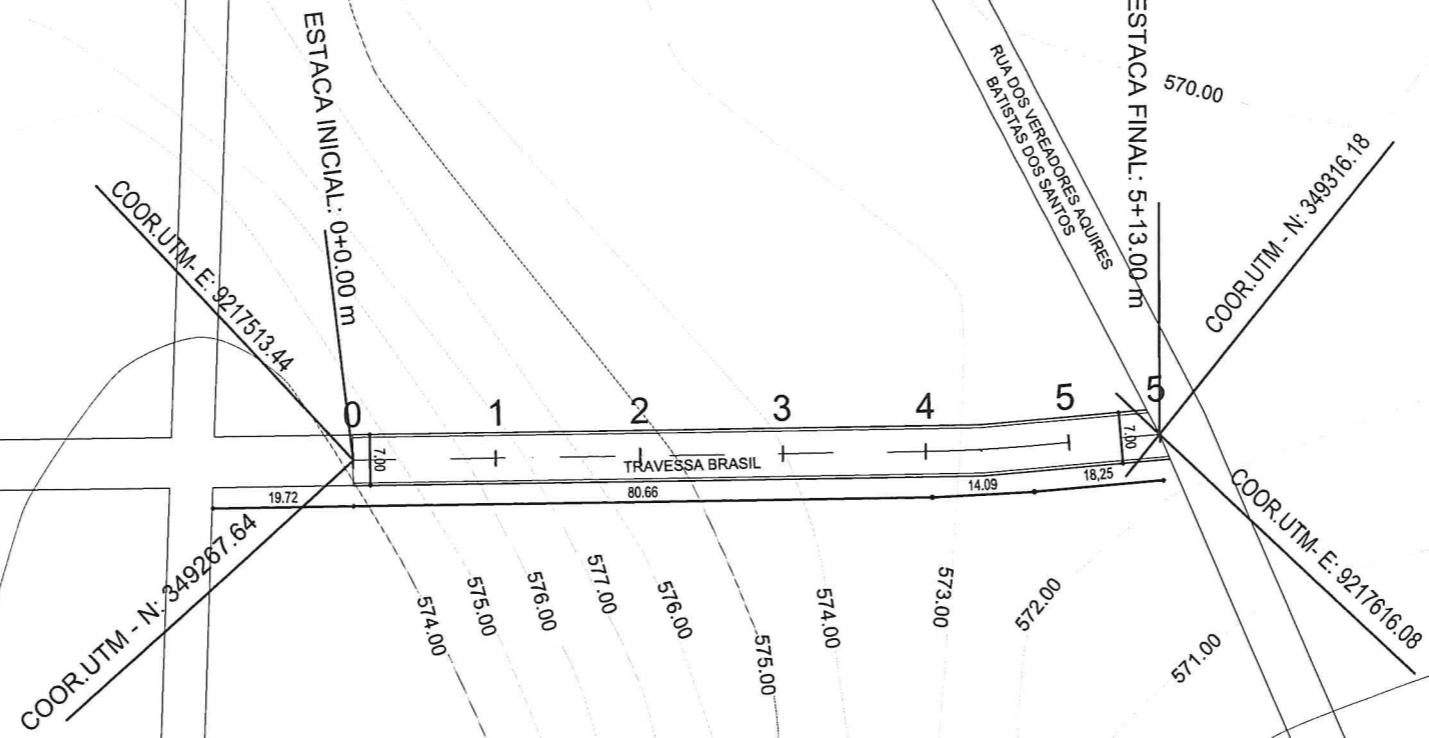 ESTACA INICIAL: 0+0.00 m
ESTACA FINAL: 5+13.00 m
RUA DOS VEREADORES AQUIRES
BATISTAS DOS SANTOS
570.00
COOR.UTM- E: 9217513.44
COOR.UTM - N: 349316.18
0
1
2
3
4
5
5
7.00
TRAVESSA BRASIL
7.00
19.72
80.66
14.09
18,25
COOR.UTM - N: 349267.64
COOR.UTM- E: 9217616.08
574.00
575.00
576.00
577.00
576.00
575.00
574.00
573.00
572.00
571.00